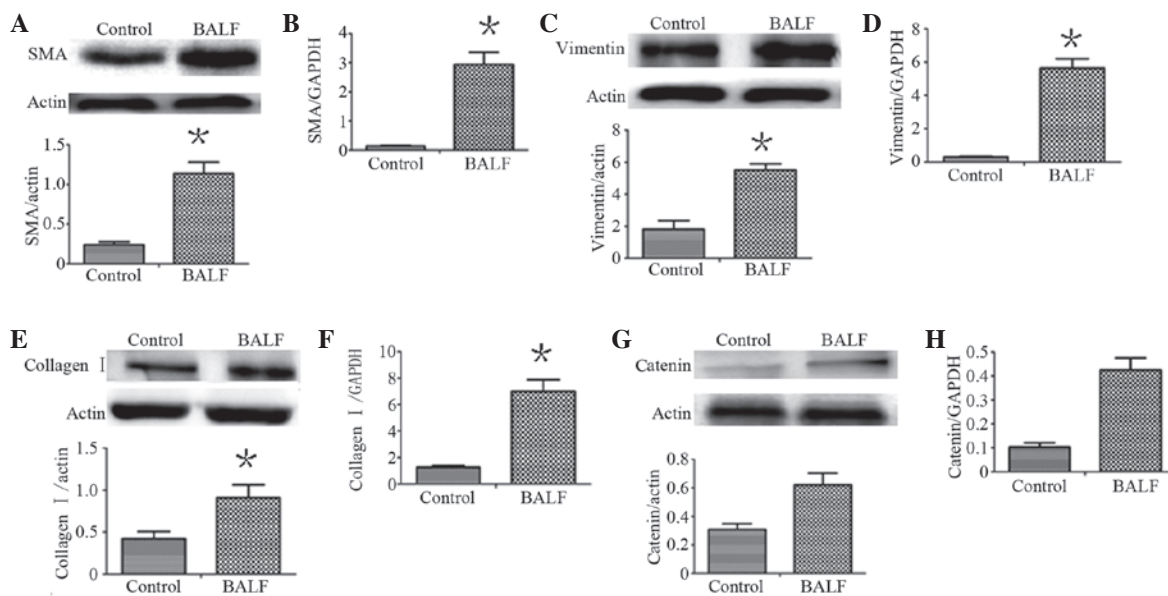 A
Control BALF
SMA
Actin
*
1.5
1.0
0.5
0
SMA/actin
Control BALF
B
*
4
3
2
1
0
SMA/GAPDH
Control BALF
C
Control BALF
Vimentin
Actin
*
8
6
4
2
0
Vimentin/actin
Control BALF
D
*
8
6
4
2
0
Vimentin/GAPDH
Control BALF
E
Control BALF
Collagen I
Actin
*
1.5
1.0
0.5
0
Collagen I/actin
Control BALF
F
*
10
8
6
4
2
0
Collagen I/GAPDH
Control BALF
G
Control BALF
Catenin
Actin
0.8
0.6
0.4
0.2
0
Catenin/actin
Control BALF
H
0.5
0.4
0.3
0.2
0.1
0
Catenin/GAPDH
Control BALF